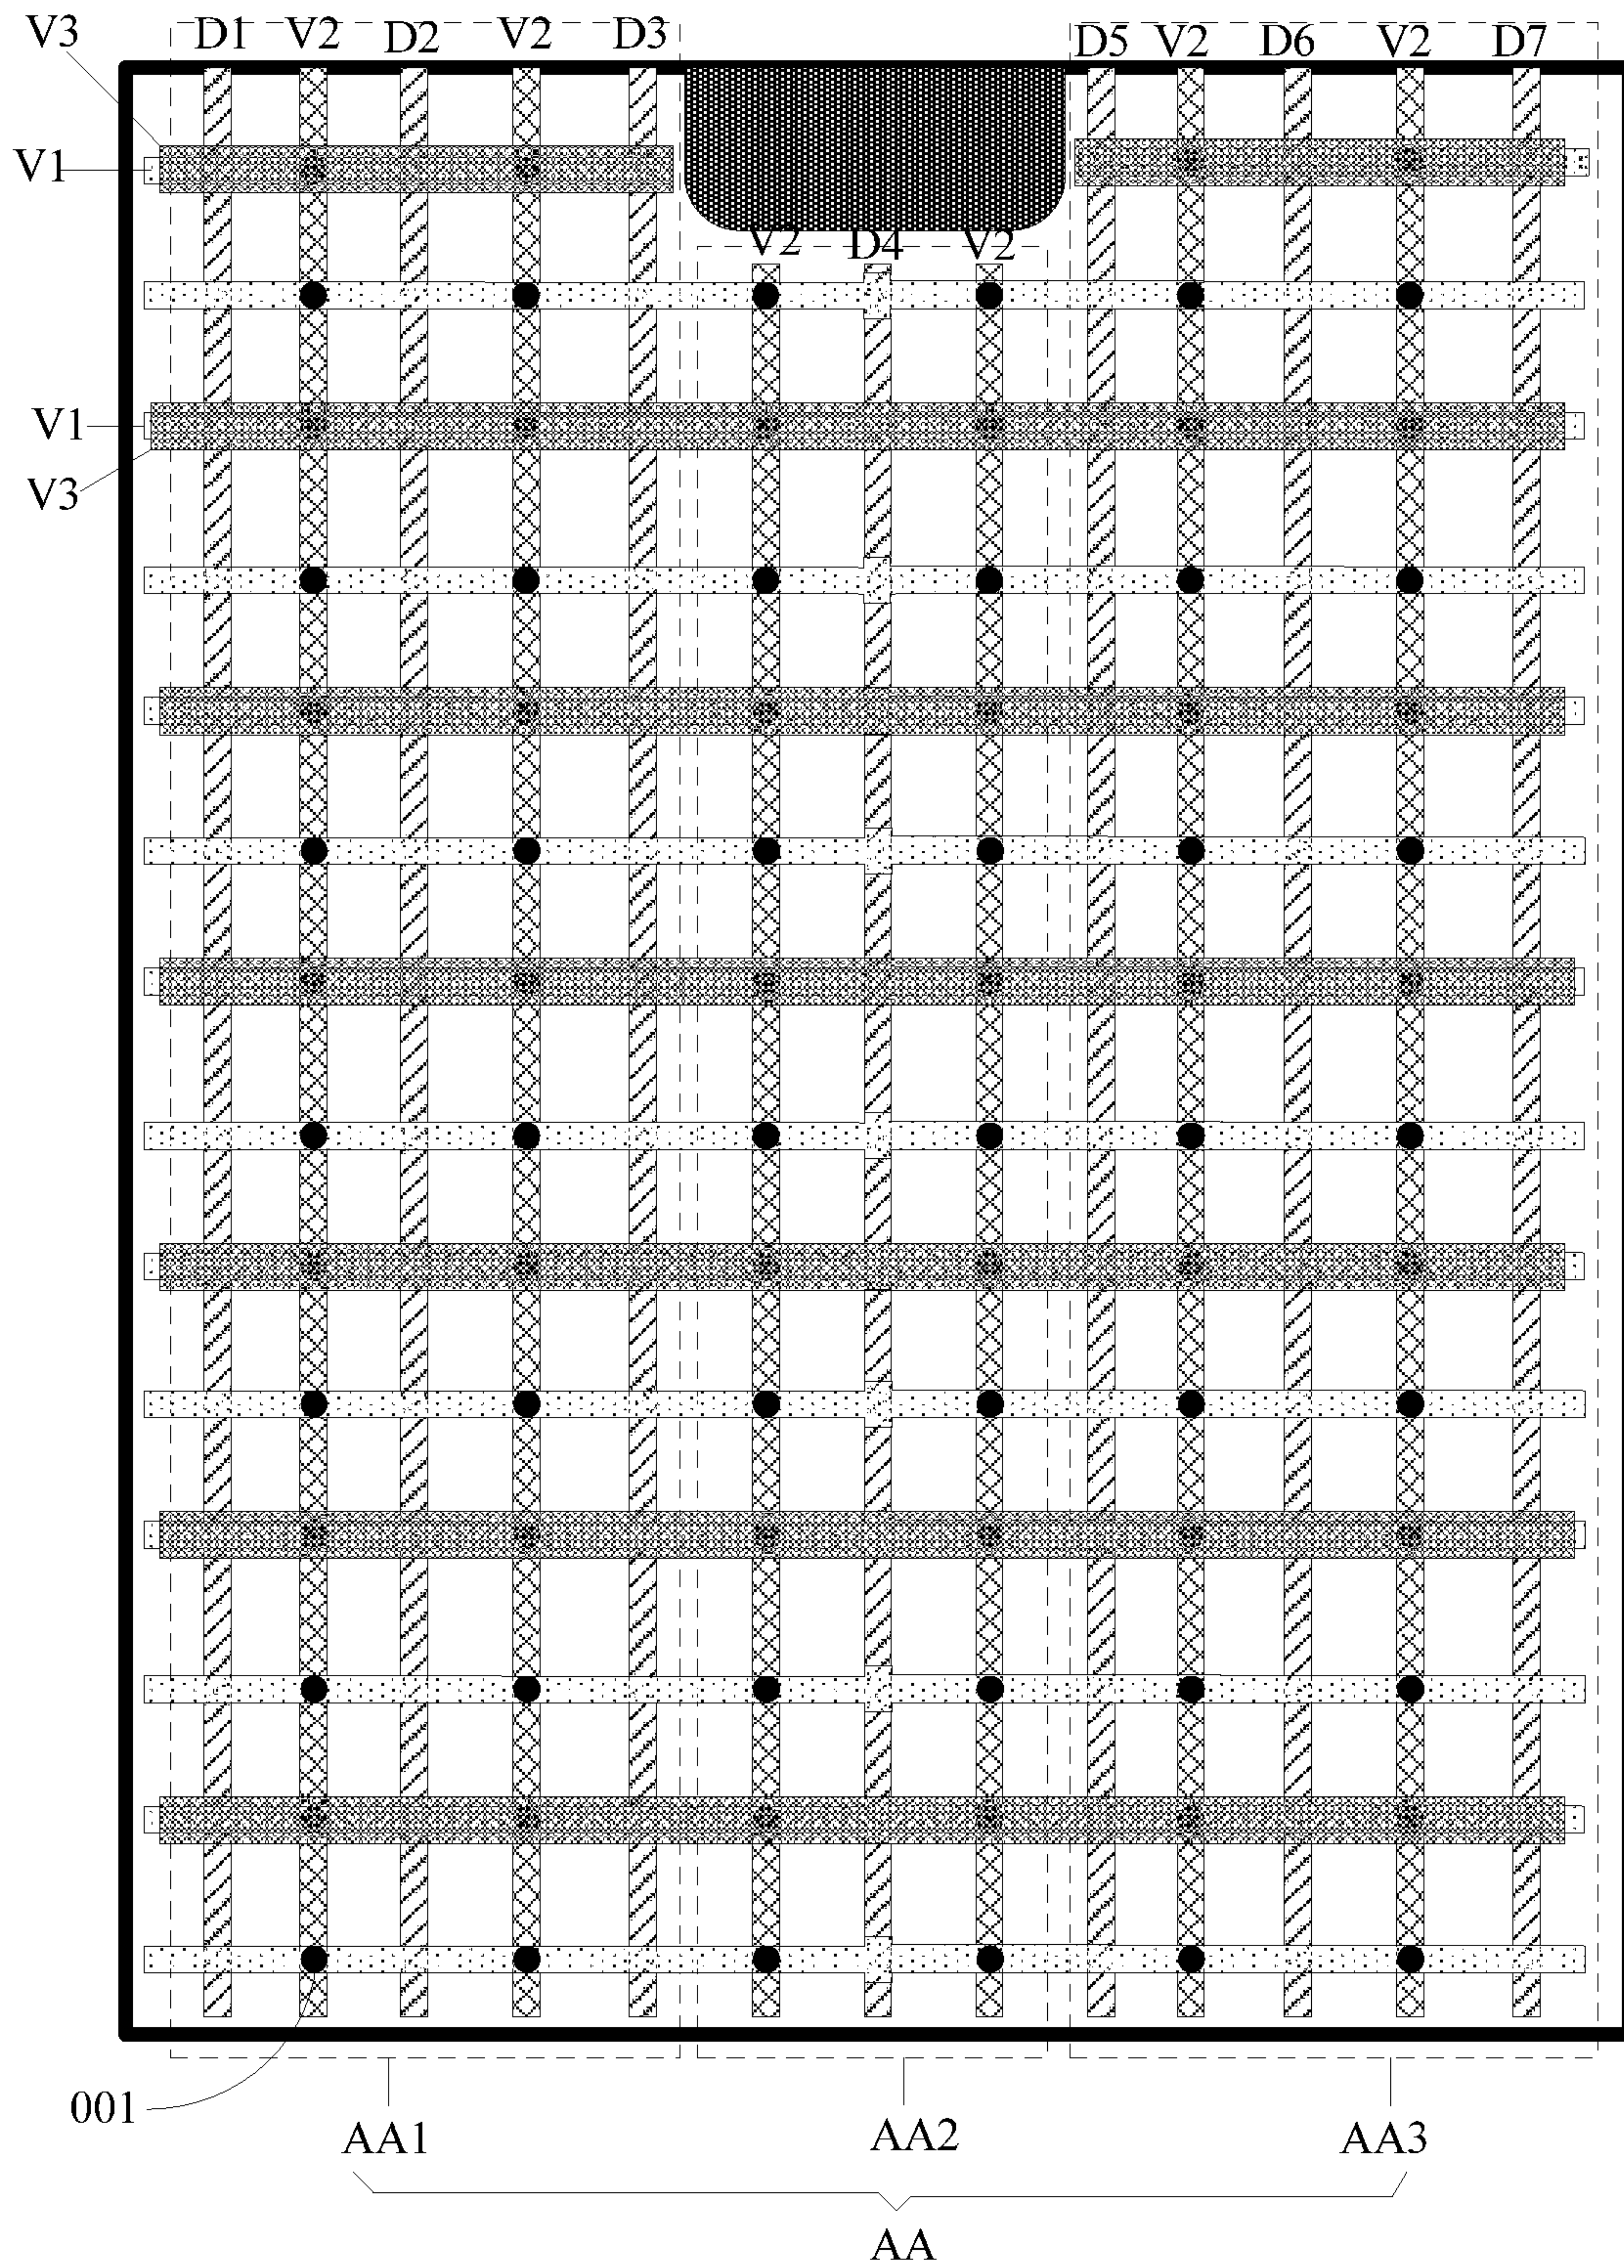 V3 D1 V2 D2 V2 D3 D5 V2 D6 V2 D7
V1
V2 D4 V2
V1
V3
001
AA1 AA2 AA3
AA